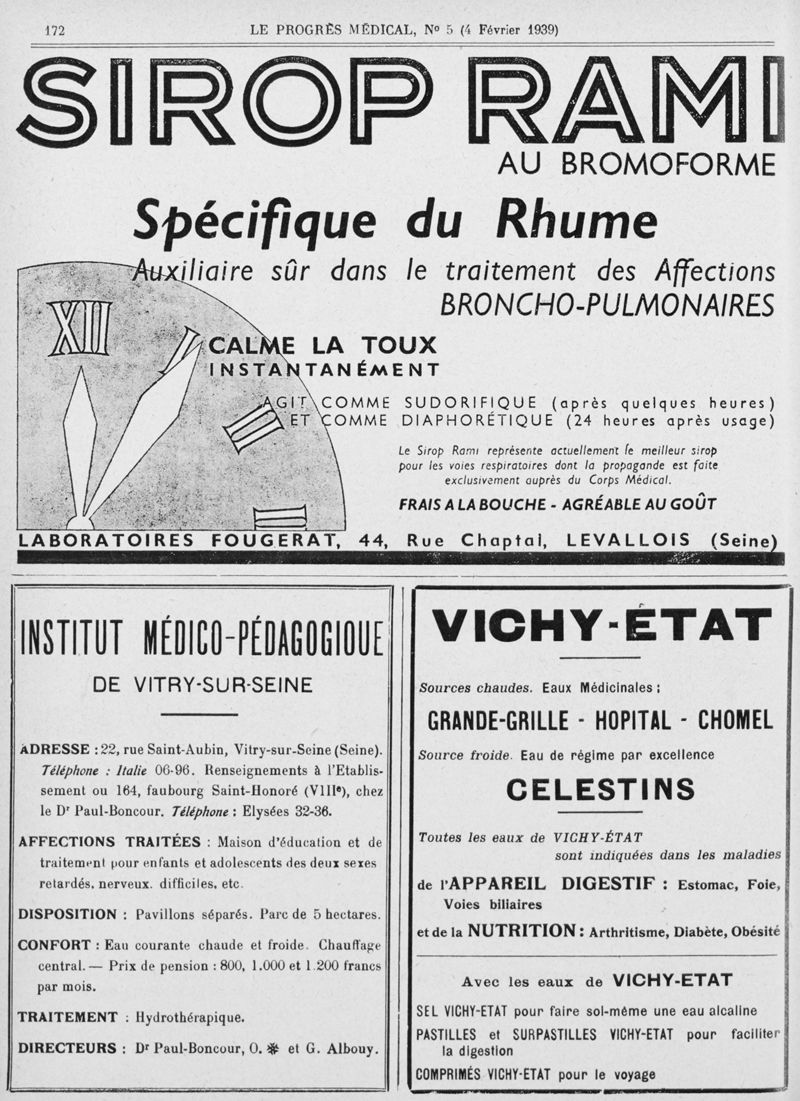 172
LE PROGRÈS MÉDICAL, No 5 (4 Février 1939)
SIROP RAMI
AU BROMOFORME
Spécifique du Rhume
Auxiliaire sûr dans le traitement des Affections
BRONCHO-PULMONAIRES
XII
I
CALME LA TOUX
INSTANTANÉMENT
II
AGIT COMME SUDORIFIQUE (après quelques heures)
ET COMME DIAPHORÉTIQUE (24 heures après usage)
Le Sirop Rami représente actuellement le meilleur sirop
pour les voies respiratoires dont la propagande est faite
exclusivement auprès du Corps Médical.
FRAIS A LA BOUCHE - AGRÉABLE AU GOÛT
III
LABORATOIRES FOUGERAT, 44, Rue Chaptal, LEVALLOIS (Seine)
INSTITUT MÉDICO-PÉDAGOGIQUE
DE VITRY-SUR-SEINE
ADRESSE : 22, rue Saint-Aubin, Vitry-sur-Seine (Seine).
Téléphone : Italie 06-96. Renseignements à l'Etablis-
sement ou 164, faubourg Saint-Honoré (VIIIe), chez
le Dr Paul-Boncour. Téléphone : Elysées 32-36.
AFFECTIONS TRAITÉES : Maison d'éducation et de
traitement pour enfants et adolescents des deux sexes
retardés, nerveux, difficiles, etc.
DISPOSITION : Pavillons séparés. Parc de 5 hectares.
CONFORT : Eau courante chaude et froide. Chauffage
central. — Prix de pension : 800, 1.000 et 1.200 francs
par mois.
TRAITEMENT : Hydrothérapique.
DIRECTEURS : Dr Paul-Boncour, O. ✻ et G. Albouy.
VICHY-ÉTAT
Sources chaudes. Eaux Médicinales :
GRANDE-GRILLE - HOPITAL - CHOMEL
Source froide. Eau de régime par excellence
CELESTINS
Toutes les eaux de VICHY-ÉTAT
sont indiquées dans les maladies
de l'APPAREIL DIGESTIF : Estomac, Foie,
Voies biliaires
et de la NUTRITION : Arthritisme, Diabète, Obésité
Avec les eaux de VICHY-ETAT
SEL VICHY-ETAT pour faire soi-même une eau alcaline
PASTILLES et SURPASTILLES VICHY-ETAT pour faciliter
la digestion
COMPRIMÉS VICHY-ETAT pour le voyage